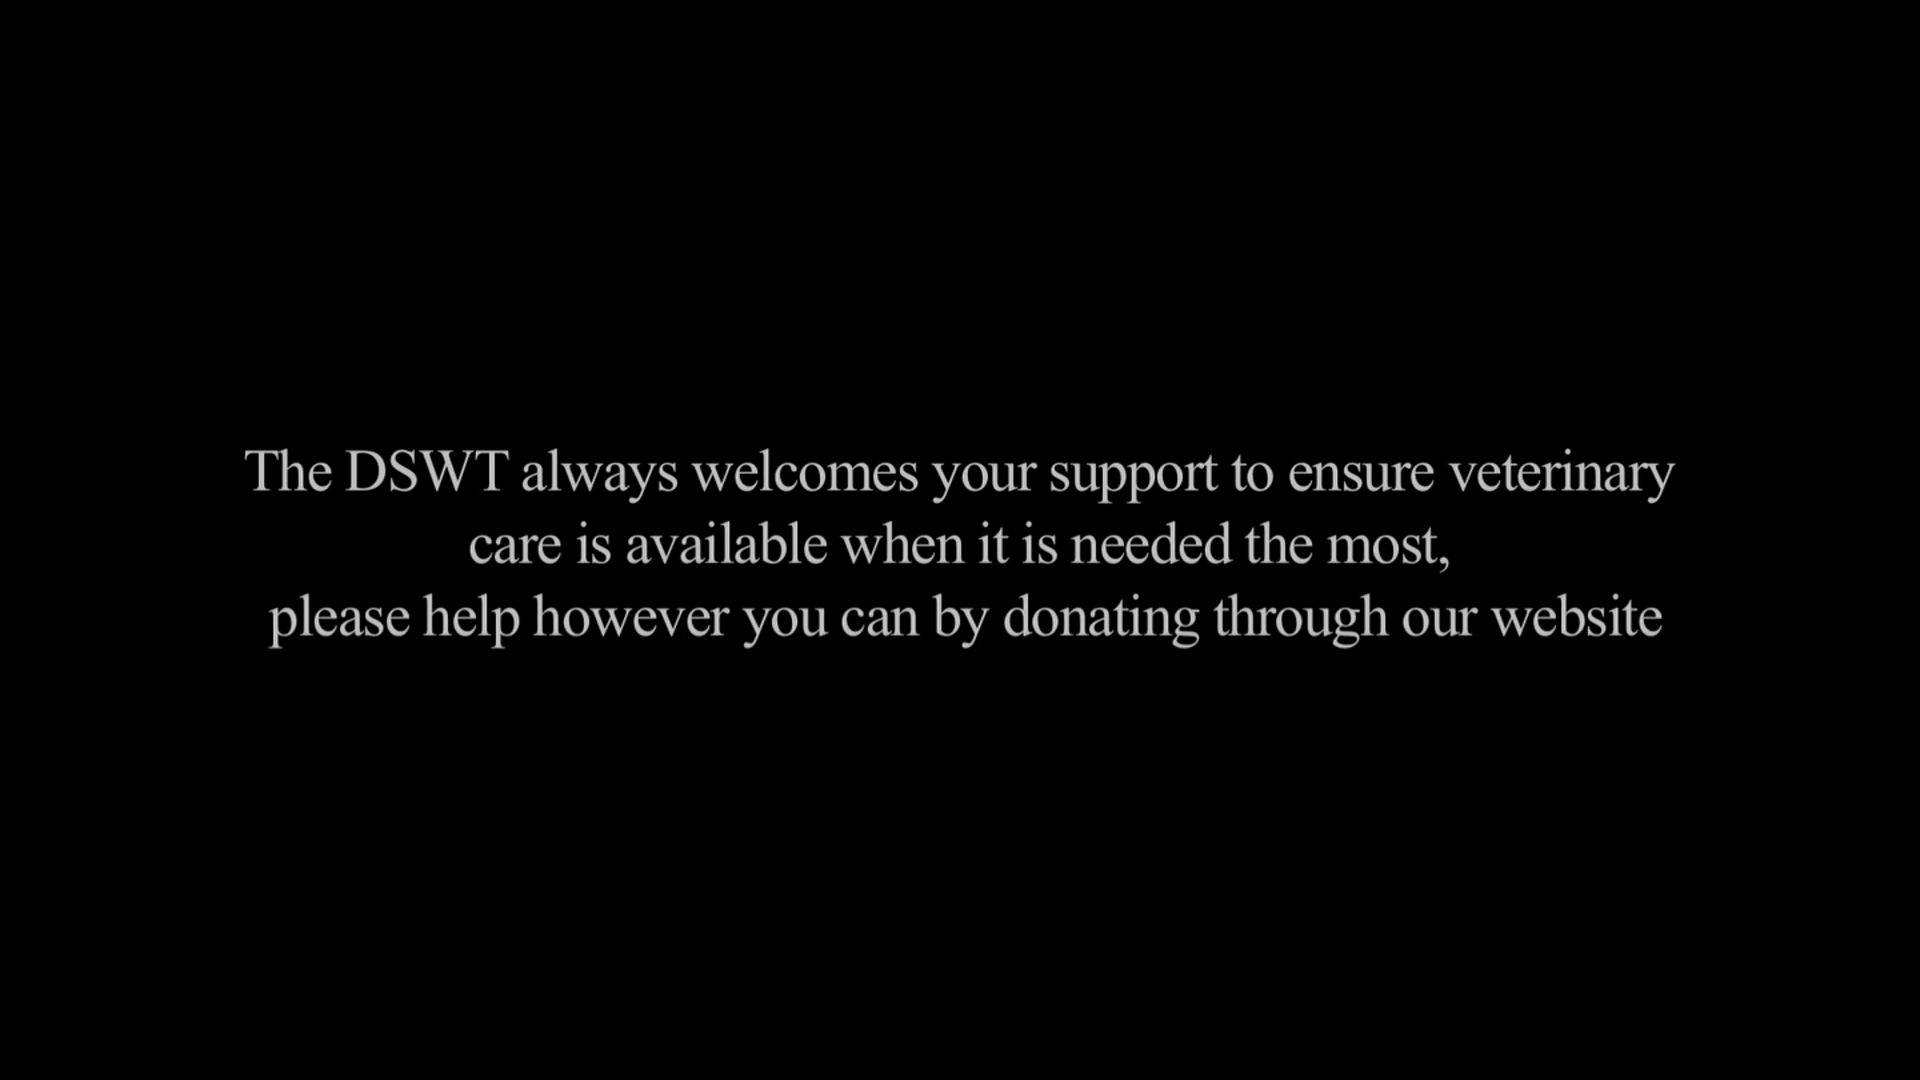 The DSWT always welcomes your support to ensure veterinary
care is available when it is needed the most,
please help however you can by donating through our website